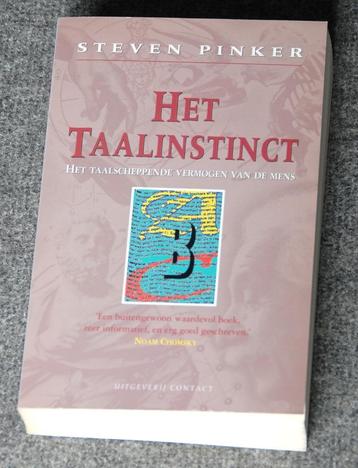 STEVEN PINKER
HET
TAALINSTINCT
HET TAALSCHEPPENDE VERMOGEN VAN DE MENS
'Een buitengewoon waardevol boek,
zeer informatief, en erg goed geschreven.'
NOAM CHOMSKY
UITGEVERIJ CONTACT